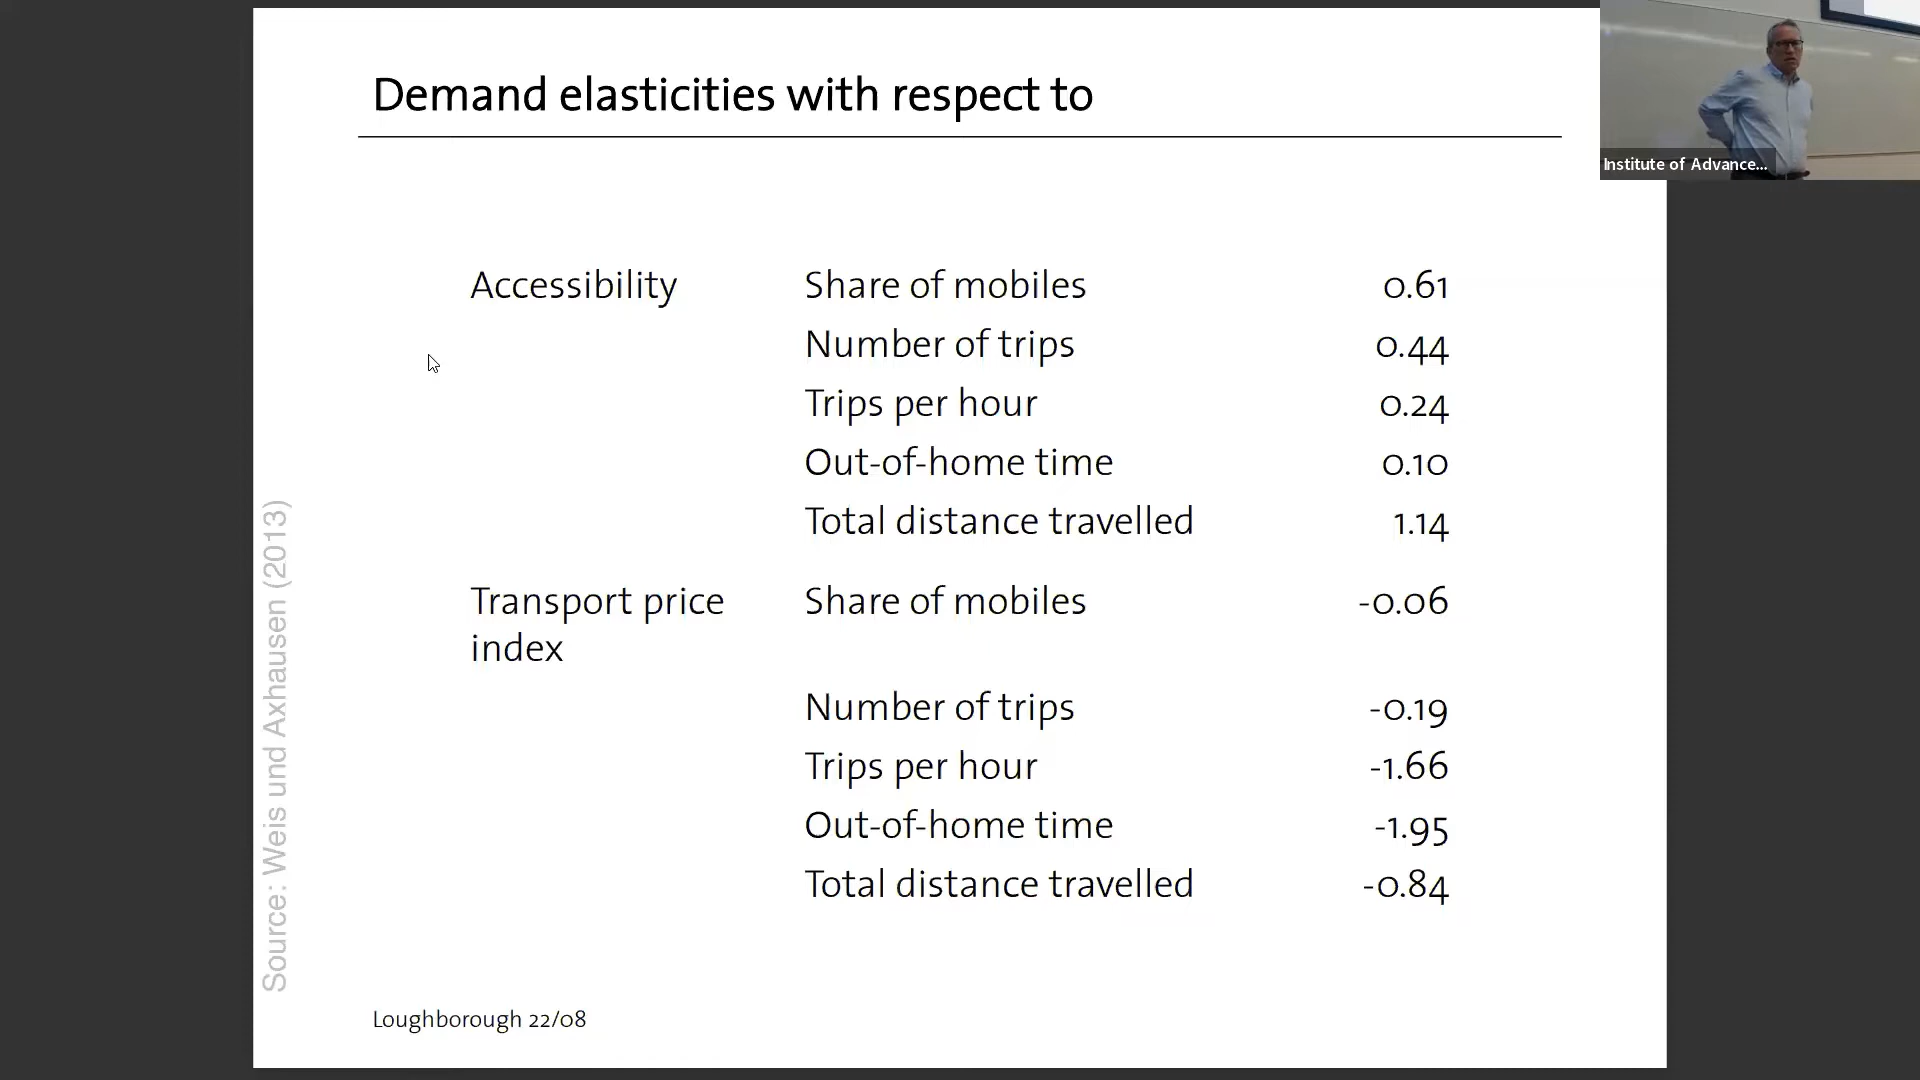 Demand elasticities with respect to
Institute of Advance...
Accessibility Share of mobiles 0.61
Number of trips 0.44
Trips per hour 0.24
Out-of-home time 0.10
Total distance travelled 1.14
Transport price Share of mobiles -0.06
index
Number of trips -0.19
Trips per hour -1.66
Out-of-home time -1.95
Total distance travelled -0.84
Source: Weis und Axhausen (2013)
Loughborough 22/08